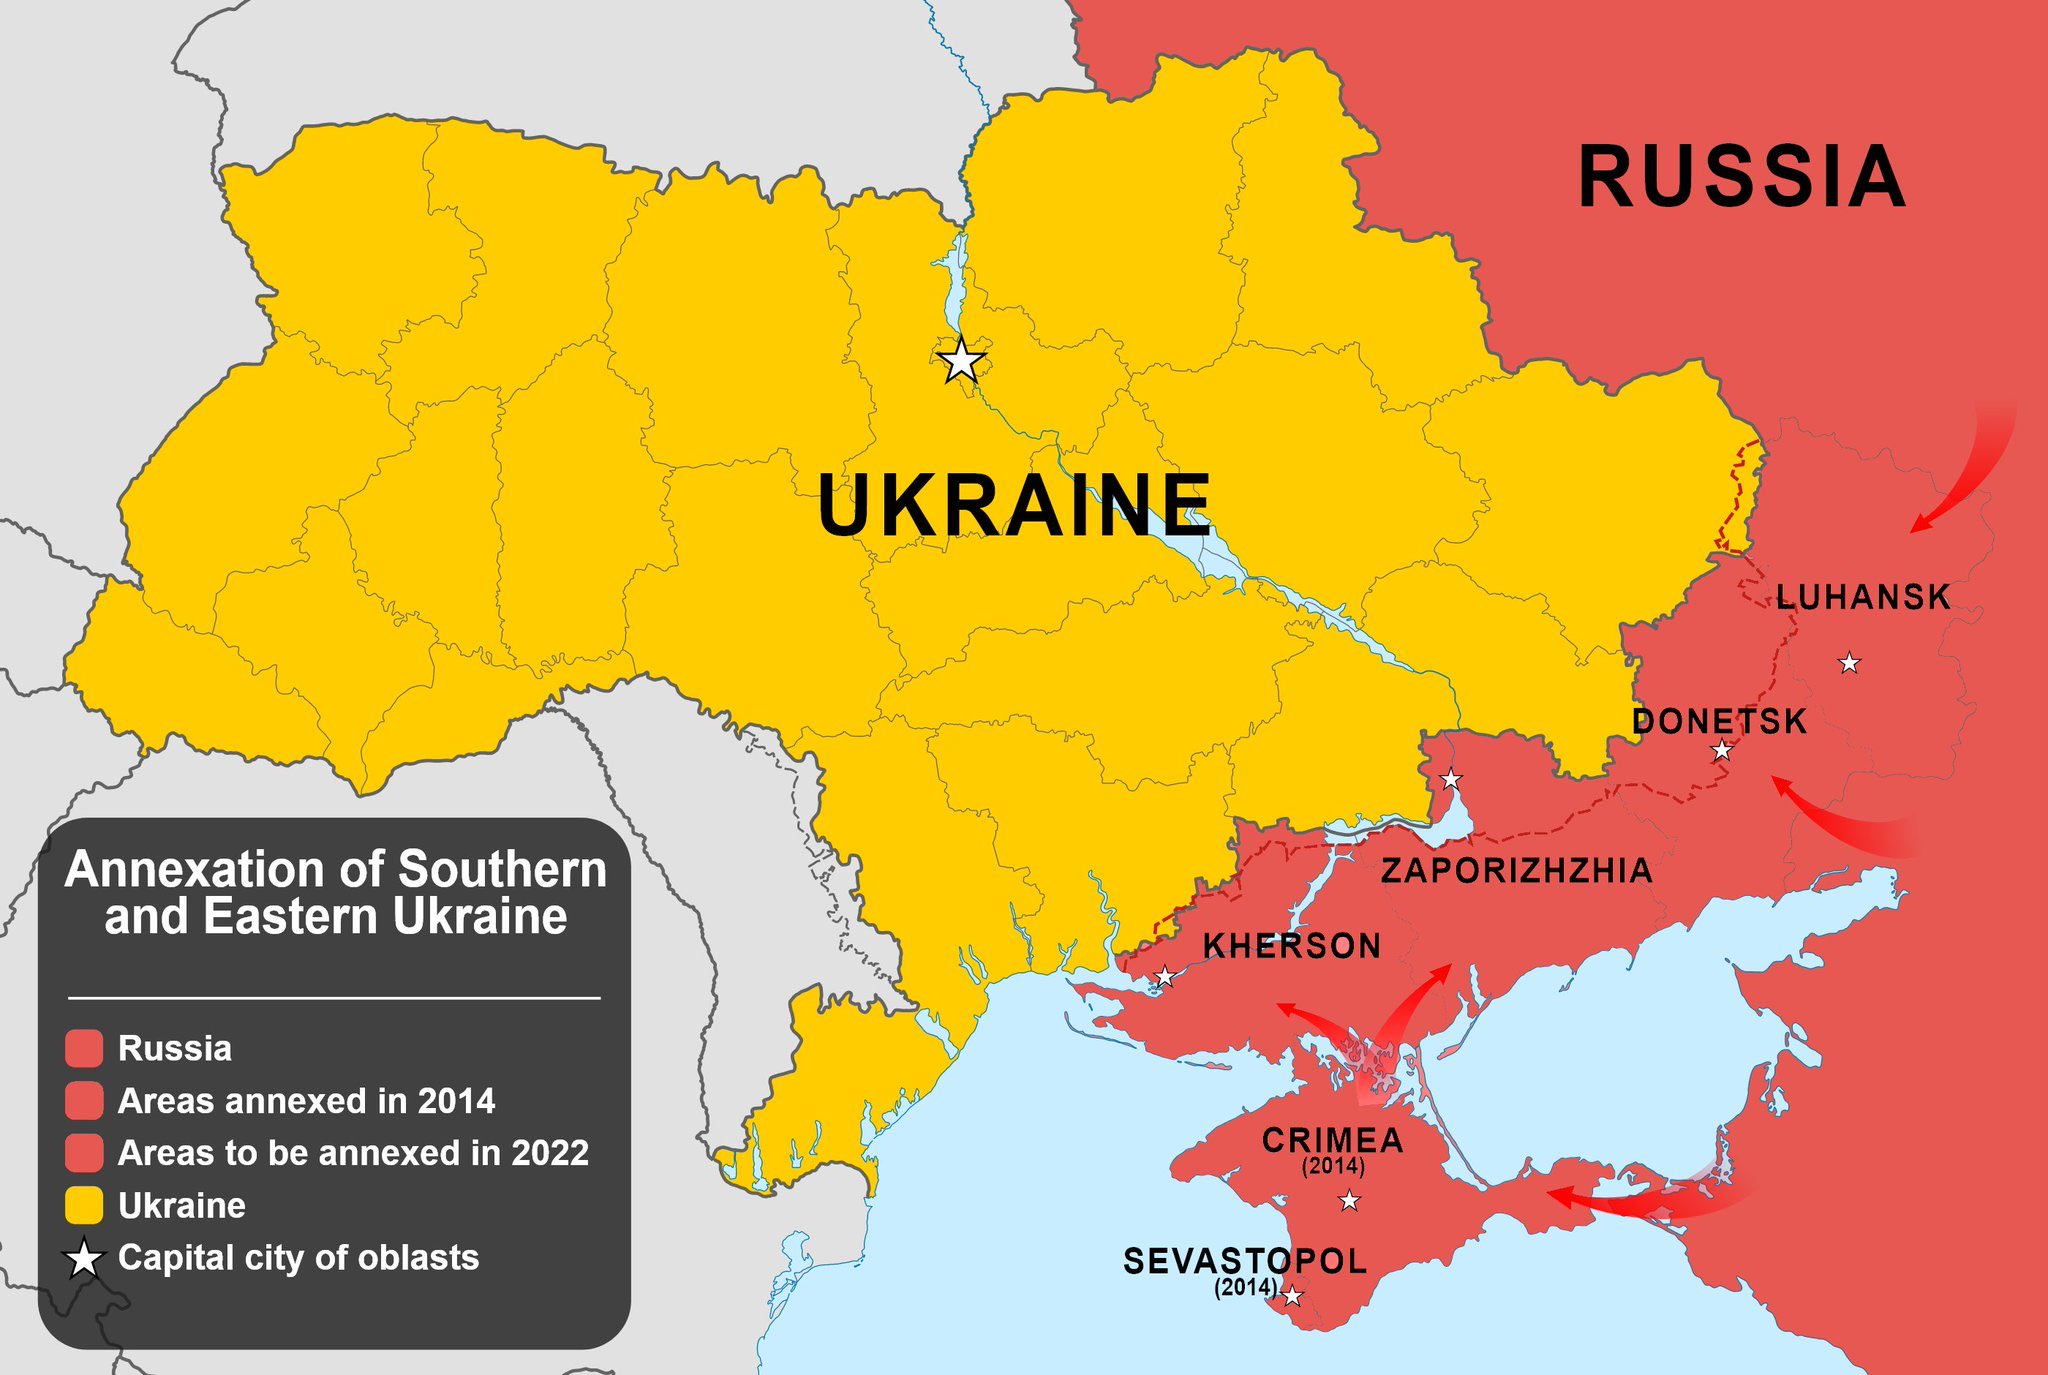 RUSSIA
UKRAINE
LUHANSK
DONETSK
ZAPORIZHZHIA
KHERSON
CRIMEA
(2014)
SEVASTOPOL
(2014)
Annexation of Southern
and Eastern Ukraine
Russia
Areas annexed in 2014
Areas to be annexed in 2022
Ukraine
Capital city of oblasts